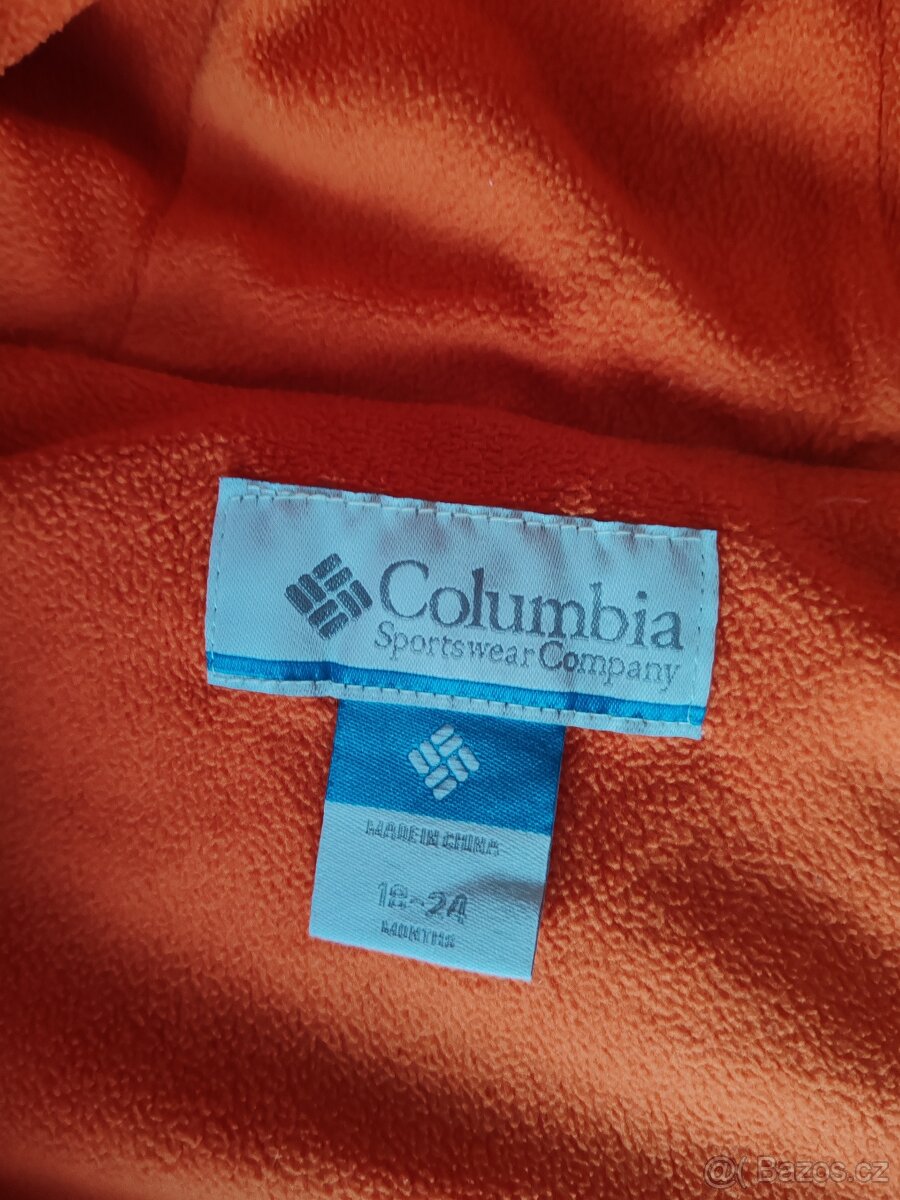 Columbia
Sportswear Company
MADE IN CHINA
18-24
MONTHS
@( Bazos.cz